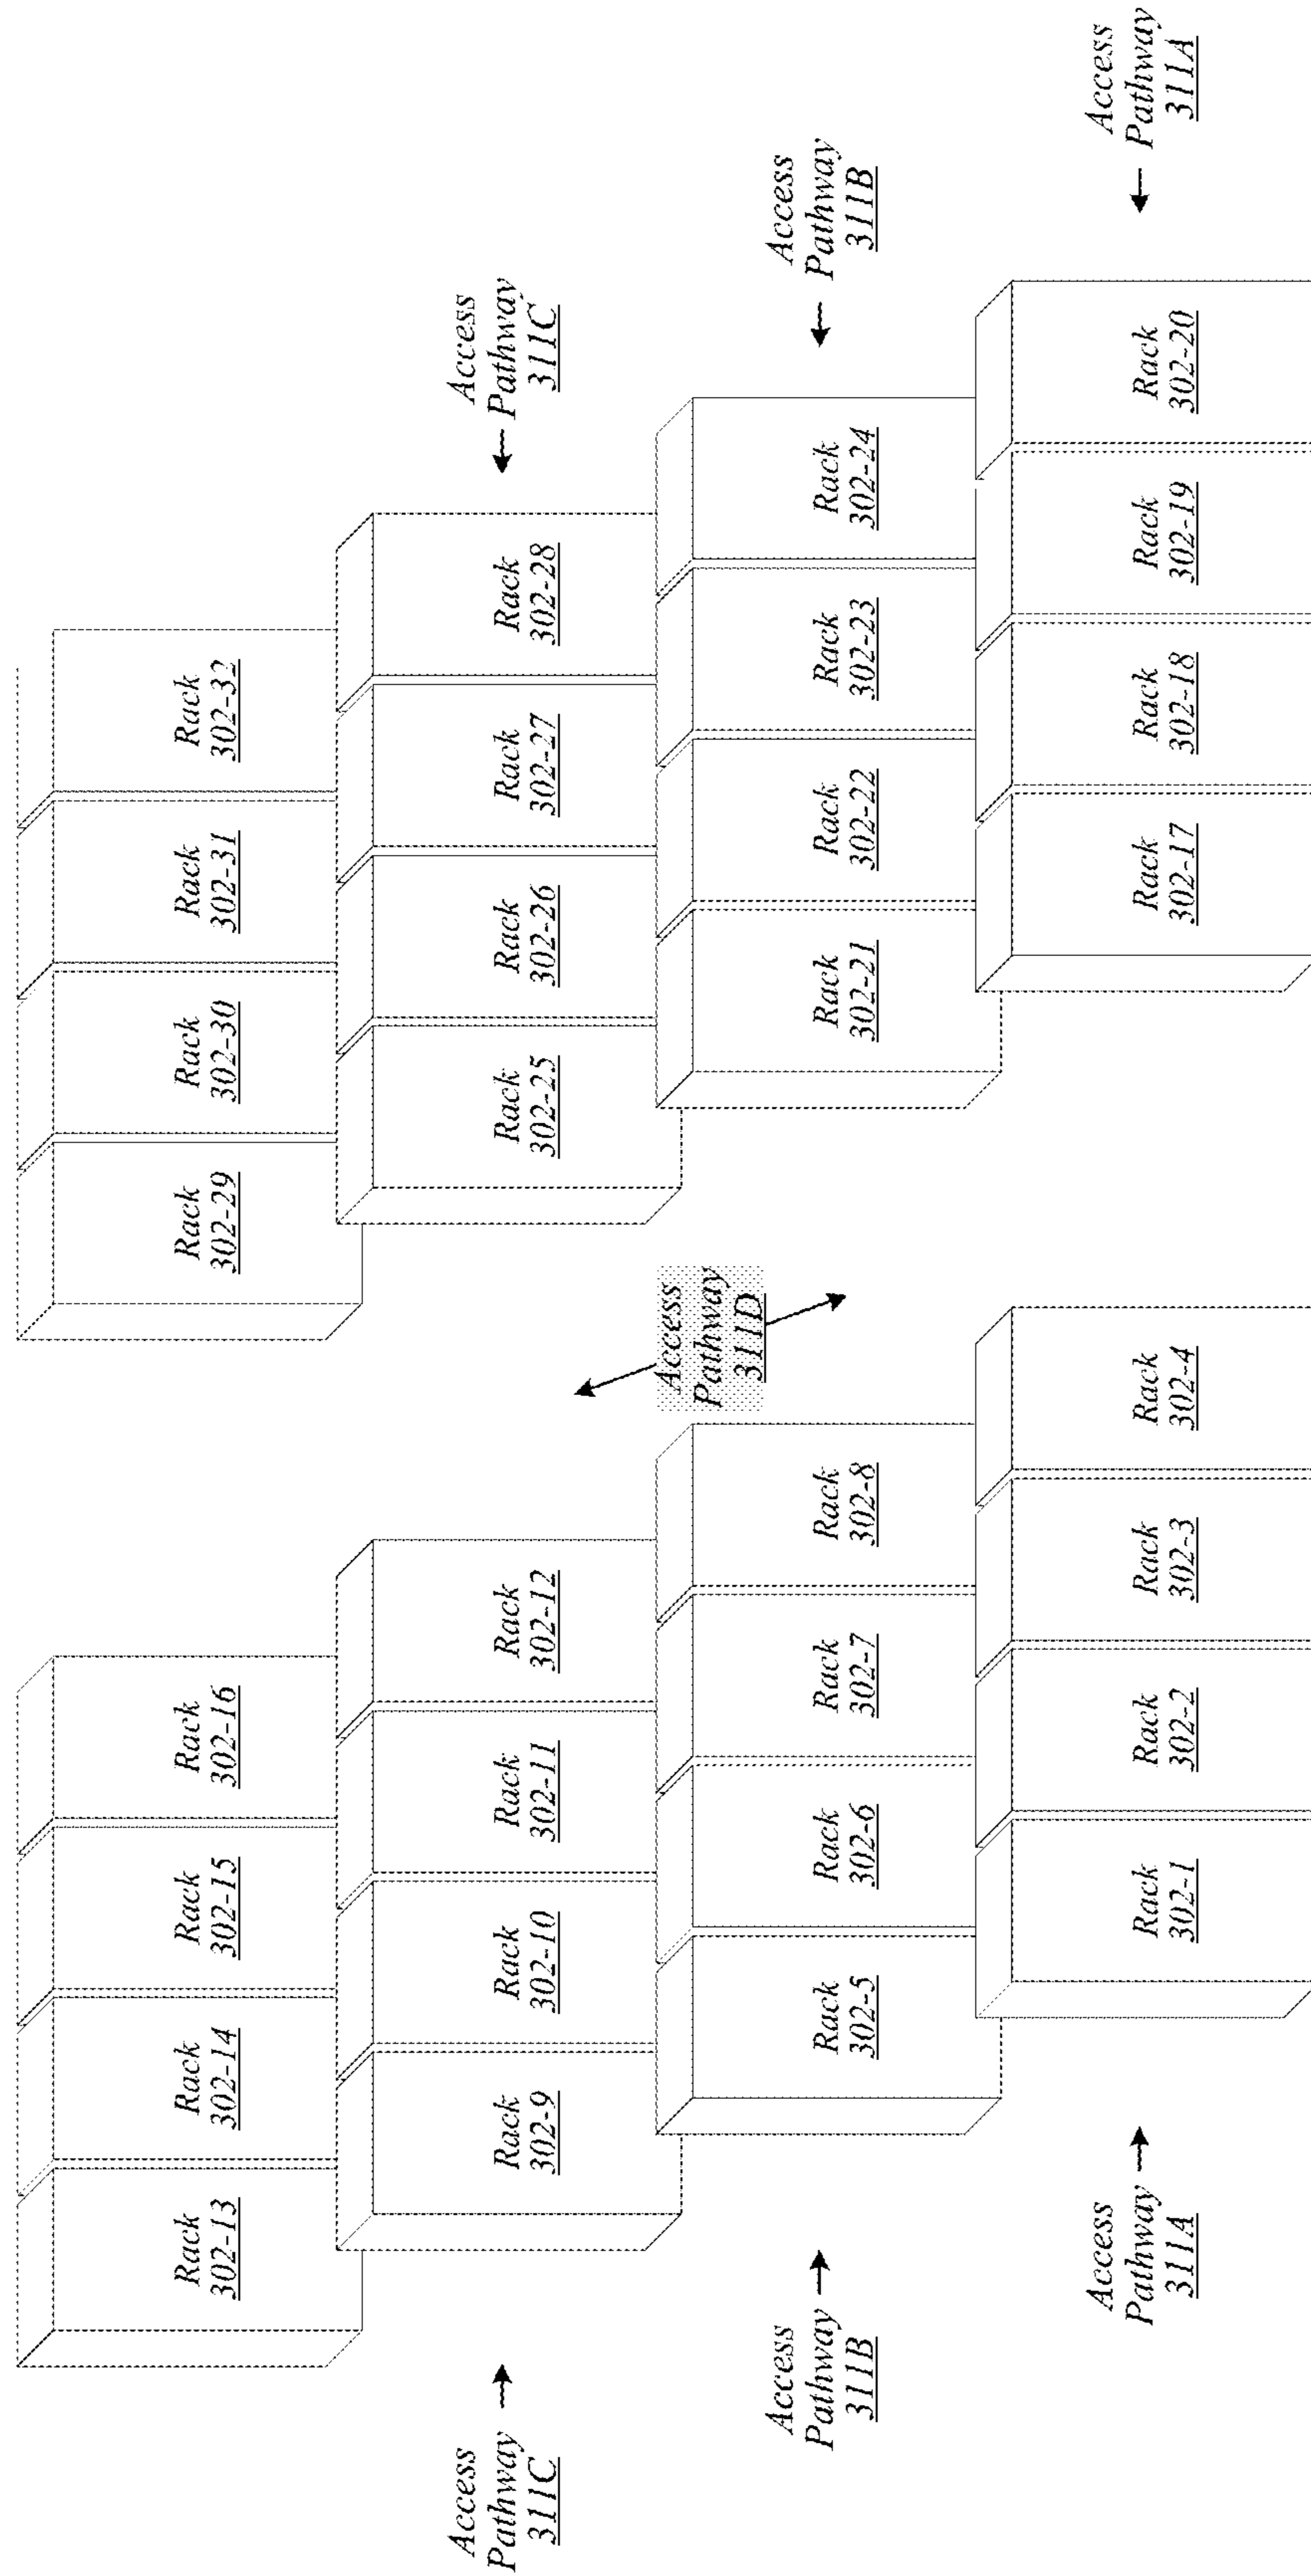 Rack
302-13
Rack
302-14
Rack
302-15
Rack
302-16
Rack
302-29
Rack
302-30
Rack
302-31
Rack
302-32
Access
Pathway
311C
Rack
302-9
Rack
302-10
Rack
302-11
Rack
302-12
Rack
302-25
Rack
302-26
Rack
302-27
Rack
302-28
Access
Pathway
311C
Access
Pathway
311D
Access
Pathway
311B
Rack
302-5
Rack
302-6
Rack
302-7
Rack
302-8
Rack
302-21
Rack
302-22
Rack
302-23
Rack
302-24
Access
Pathway
311B
Access
Pathway
311A
Rack
302-1
Rack
302-2
Rack
302-3
Rack
302-4
Rack
302-17
Rack
302-18
Rack
302-19
Rack
302-20
Access
Pathway
311A